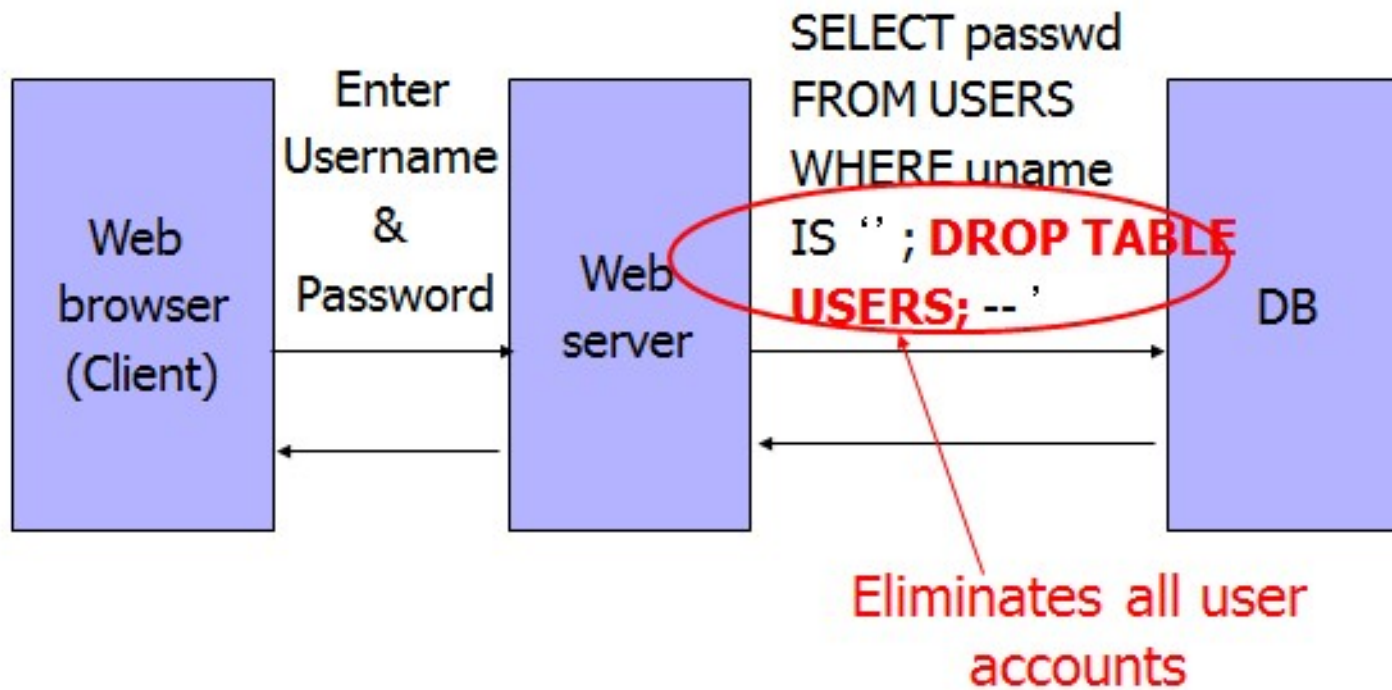 Web
browser
(Client)
Enter
Username
&
Password
Web
server
SELECT passwd
FROM USERS
WHERE uname
IS ‘’ ; DROP TABLE
USERS; -- ’
DB
Eliminates all user
accounts